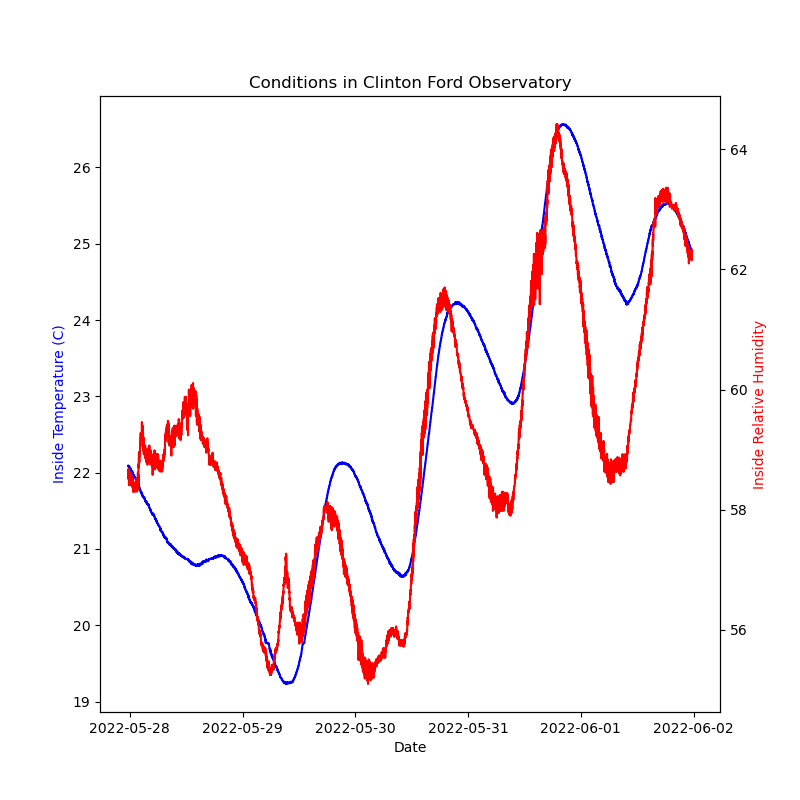 Conditions in Clinton Ford Observatory
26
25
24
23
22
21
20
19
Inside Temperature (C)
64
62
60
58
56
Inside Relative Humidity
2022-05-28 2022-05-29 2022-05-30 2022-05-31 2022-06-01 2022-06-02
Date